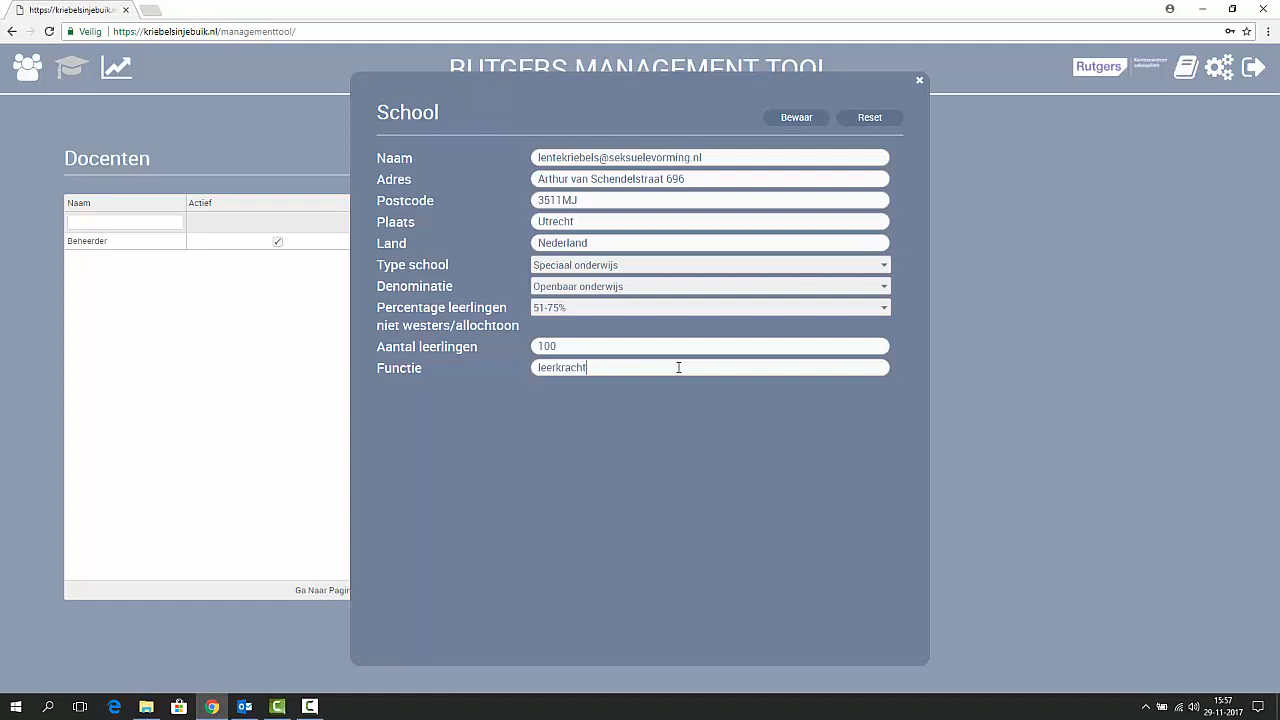 https://kriebelsinjebuik.n
Veilig
https://kriebelsinjebuik.nl/managementtool/
RUTGERS MANAGEMENT TOOL
Rutgers
Docenten
Naam
Actief
Beheerder
Ga Naar Pagin
School
Bewaar
Reset
Naam
lentekriebels@seksuelevorming.nl
Adres
Arthur van Schendelstraat 696
Postcode
3511MJ
Plaats
Utrecht
Land
Nederland
Type school
Speciaal onderwijs
Denominatie
Openbaar onderwijs
Percentage leerlingen
niet westers/allochtoon
51-75%
Aantal leerlingen
100
Functie
leerkracht
15:57
29-11-2017